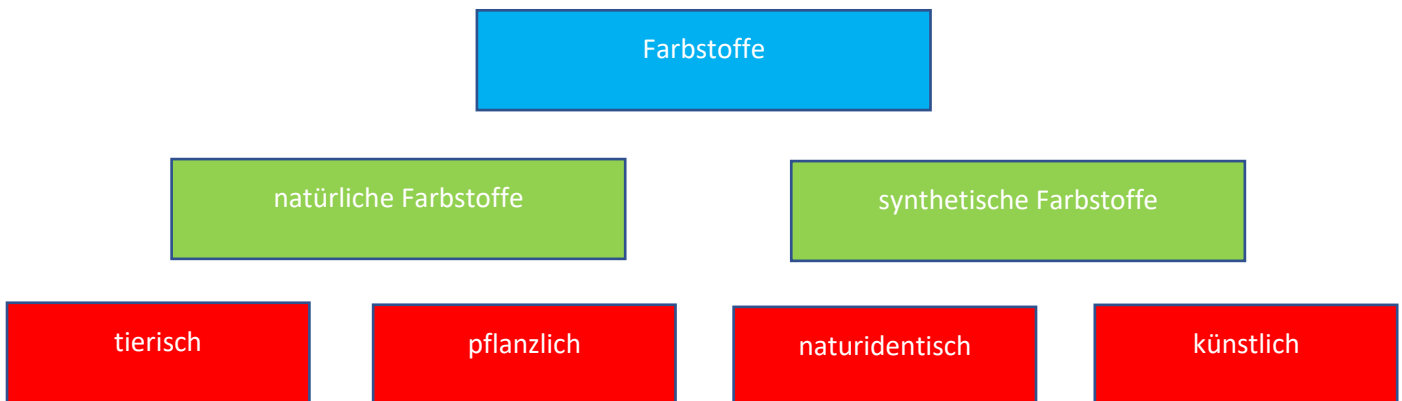 Farbstoffe
natürliche Farbstoffe
synthetische Farbstoffe
tierisch
pflanzlich
naturidentisch
künstlich